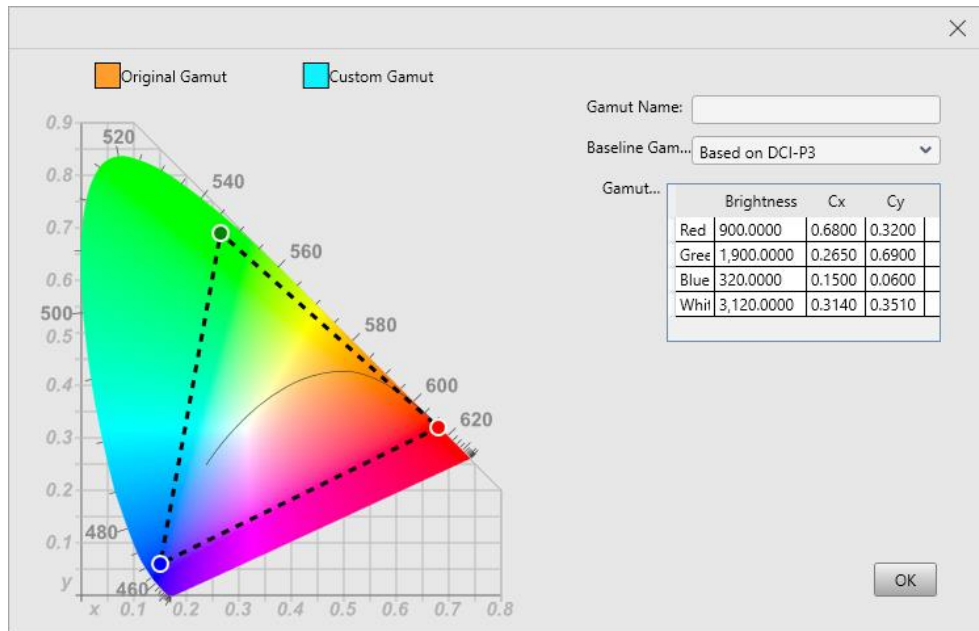 Original Gamut
Custom Gamut
Gamut Name:
Baseline Gam... Based on DCI-P3
Gamut...
Brightness Cx Cy
Red 900.0000 0.6800 0.3200
Gree 1,900.0000 0.2650 0.6900
Blue 320.0000 0.1500 0.0600
Whit 3,120.0000 0.3140 0.3510
0.9
520
0.8
540
0.7
560
0.6
500
580
0.5
0.4
600
620
0.3
0.2
480
0.1
y
460
x 0.1 0.2 0.3 0.4 0.5 0.6 0.7 0.8
OK